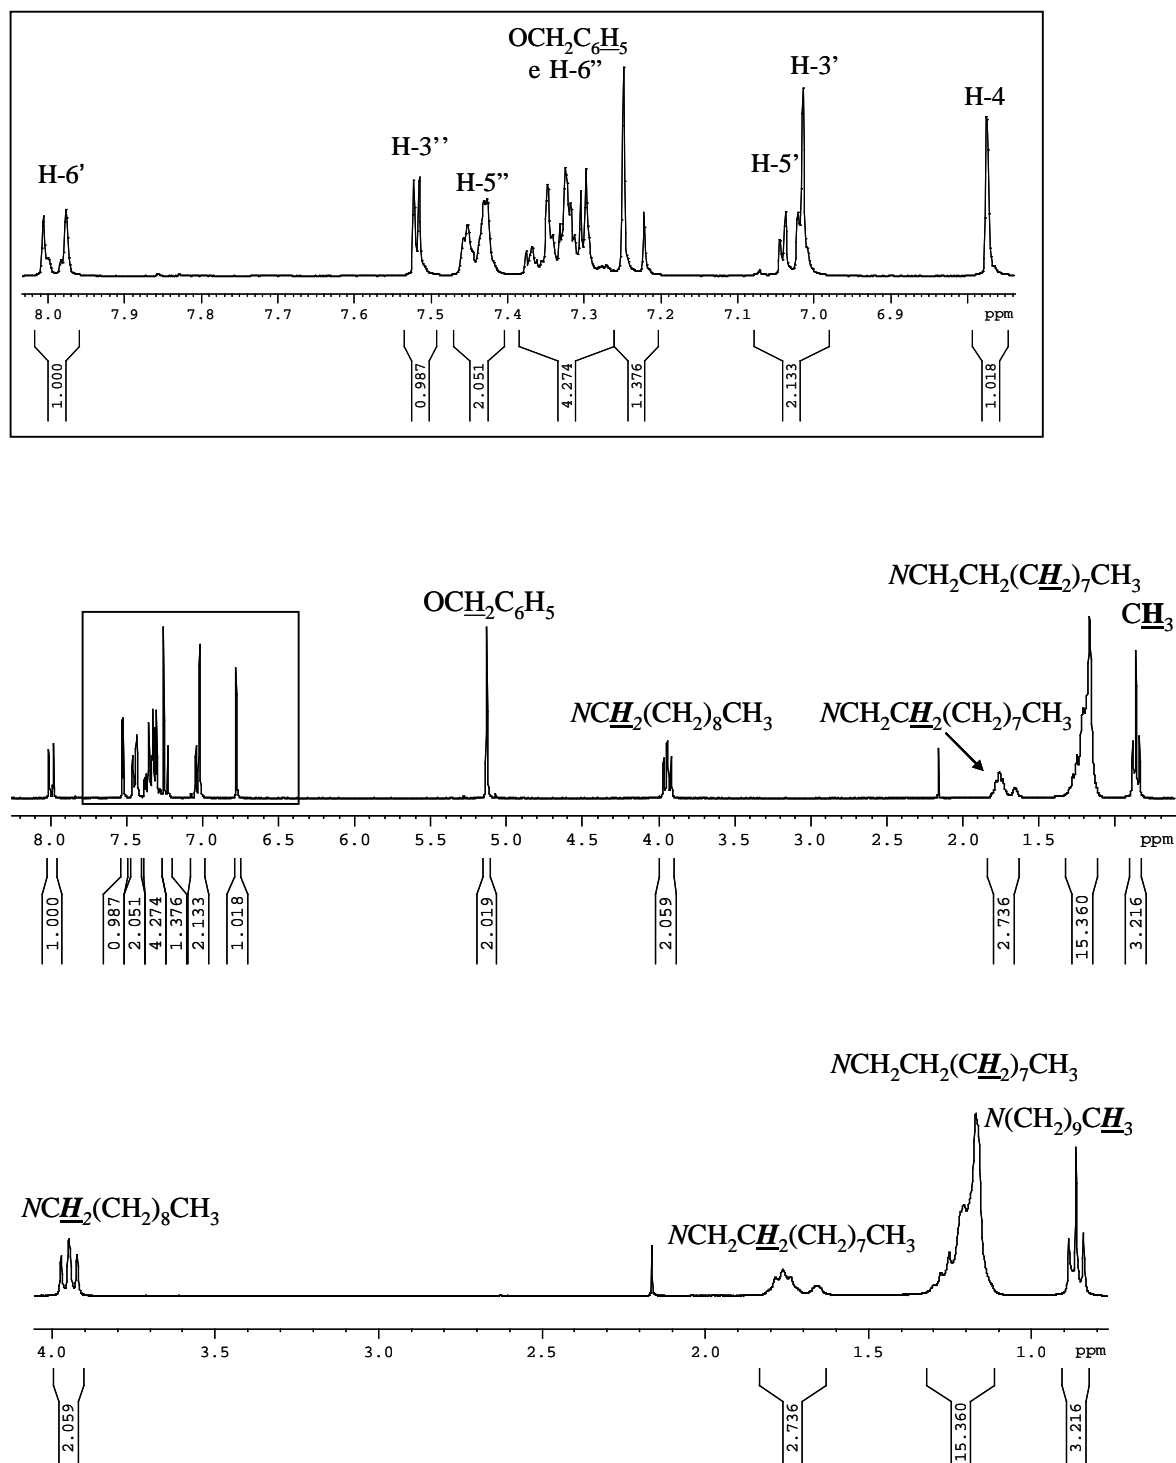 OCH₂C₆H₅
e H-6”
H-3’
H-4
H-3’’
H-5’
H-6’
H-5”
8.0 7.9 7.8 7.7 7.6 7.5 7.4 7.3 7.2 7.1 7.0 6.9 ppm
1.000 0.987 2.051 4.274 1.376 2.133 1.018
NCH₂CH₂(CH₂)₇CH₃
OCH₂C₆H₅
CH₃
NCH₂(CH₂)₈CH₃
NCH₂CH₂(CH₂)₇CH₃
8.0 7.5 7.0 6.5 6.0 5.5 5.0 4.5 4.0 3.5 3.0 2.5 2.0 1.5 ppm
1.000 0.987 2.051 4.274 1.376 2.133 1.018 2.019 2.059 2.736 15.360 3.216
NCH₂CH₂(CH₂)₇CH₃
N(CH₂)₉CH₃
NCH₂(CH₂)₈CH₃
NCH₂CH₂(CH₂)₇CH₃
4.0 3.5 3.0 2.5 2.0 1.5 1.0 ppm
2.059 2.736 15.360 3.216